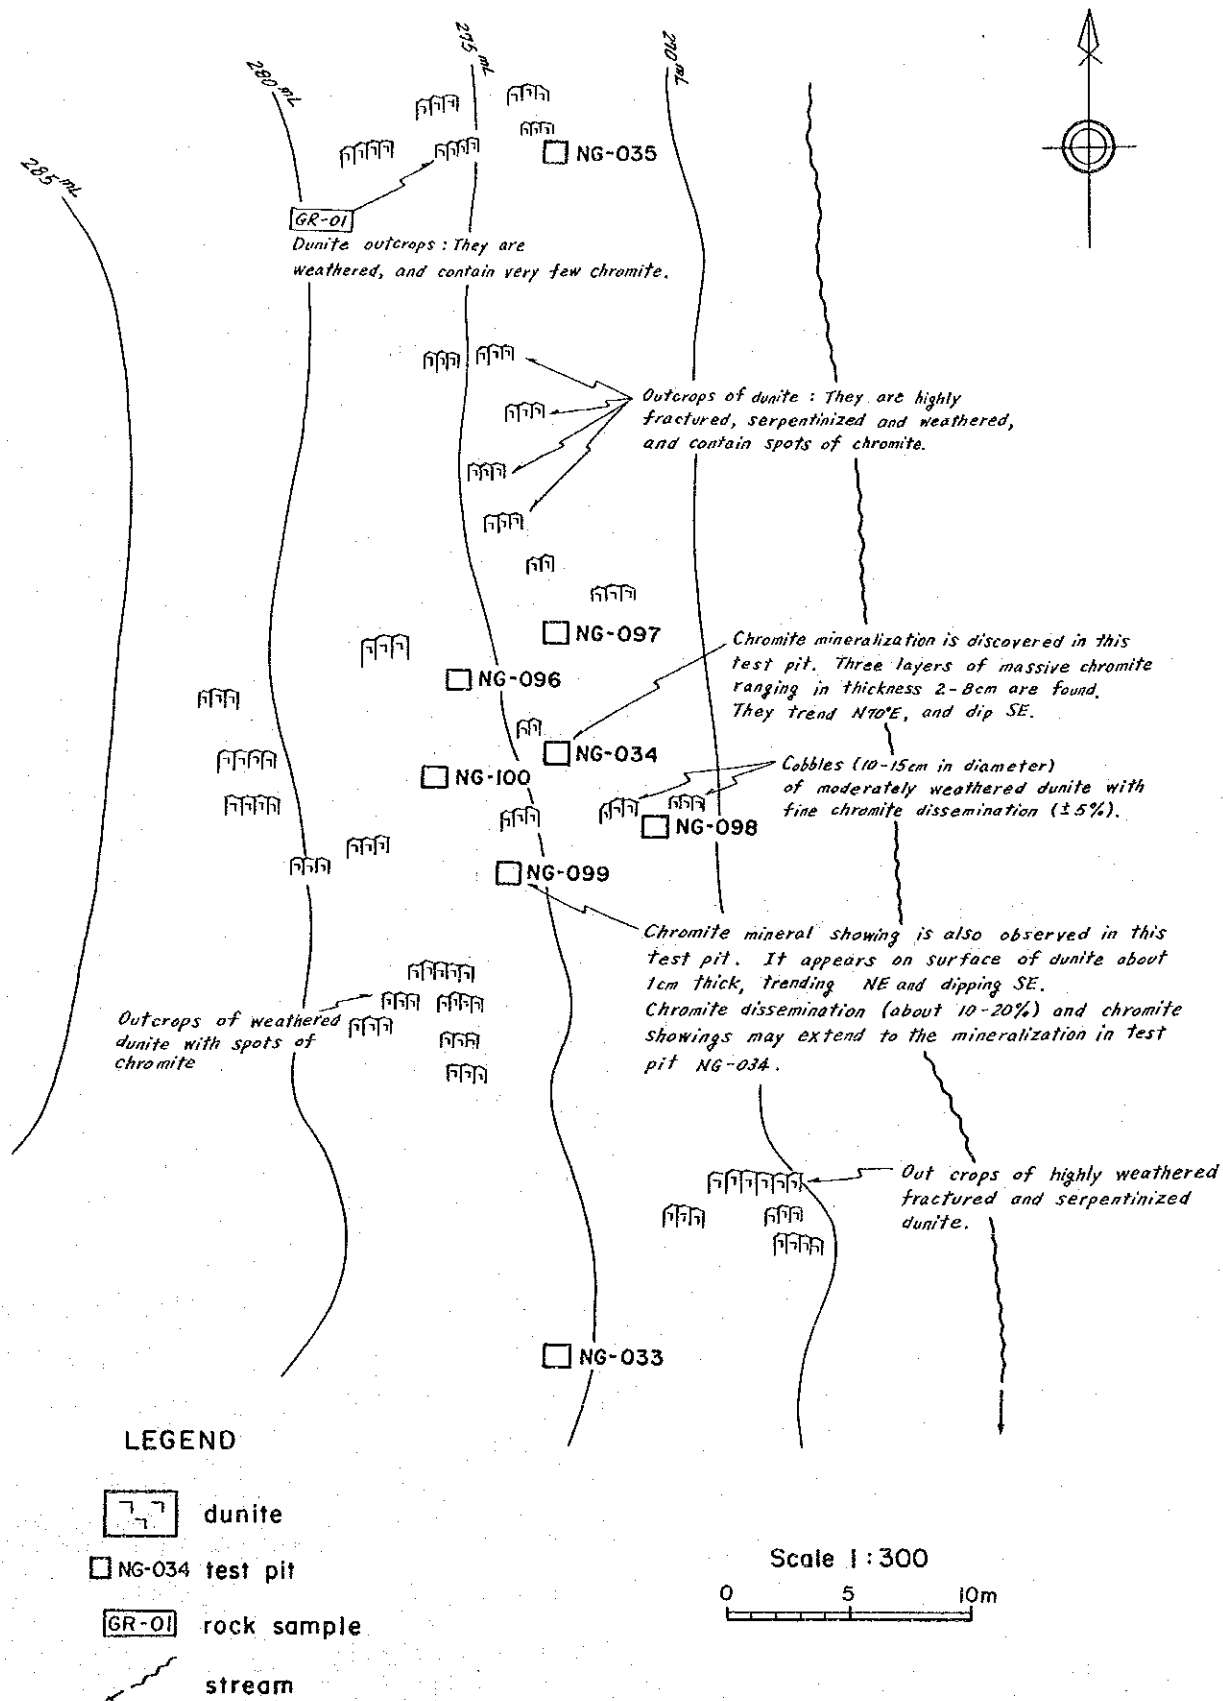 275 mL
270 mL
280 mL
285 mL
NG-035
GR-01
Dunite outcrops : They are
weathered, and contain very few chromite.
Outcrops of dunite : They are highly
fractured, serpentinized and weathered,
and contain spots of chromite.
NG-097
Chromite mineralization is discovered in this
test pit. Three layers of massive chromite
ranging in thickness 2-8cm are found.
They trend N70°E, and dip SE.
NG-096
NG-034
NG-100
Cobbles (10-15cm in diameter)
of moderately weathered dunite with
fine chromite dissemination (±5%).
NG-098
NG-099
Chromite mineral showing is also observed in this
test pit. It appears on surface of dunite about
1cm thick, trending NE and dipping SE.
Chromite dissemination (about 10-20%) and chromite
showings may extend to the mineralization in test
pit NG-034.
Outcrops of weathered
dunite with spots of
chromite
Out crops of highly weathered
fractured and serpentinized
dunite.
NG-033
LEGEND
dunite
NG-034 test pit
GR-01 rock sample
stream
Scale 1 : 300
0 5 10m